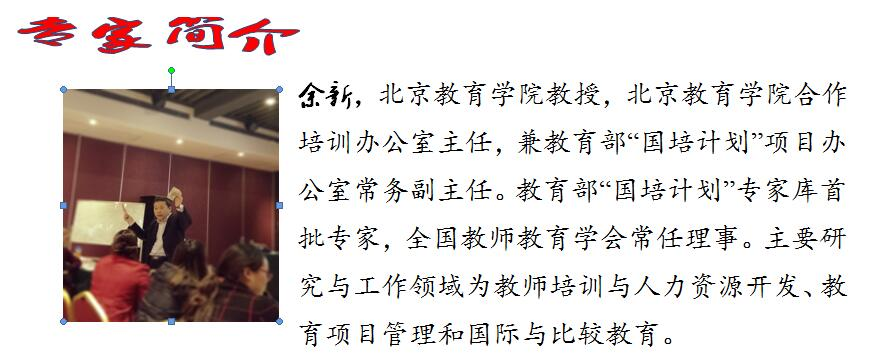 专家简介
余新，北京教育学院教授，北京教育学院合作
培训办公室主任，兼教育部“国培计划”项目办
公室常务副主任。教育部“国培计划”专家库首
批专家，全国教师教育学会常任理事。主要研
究与工作领域为教师培训与人力资源开发、教
育项目管理和国际与比较教育。